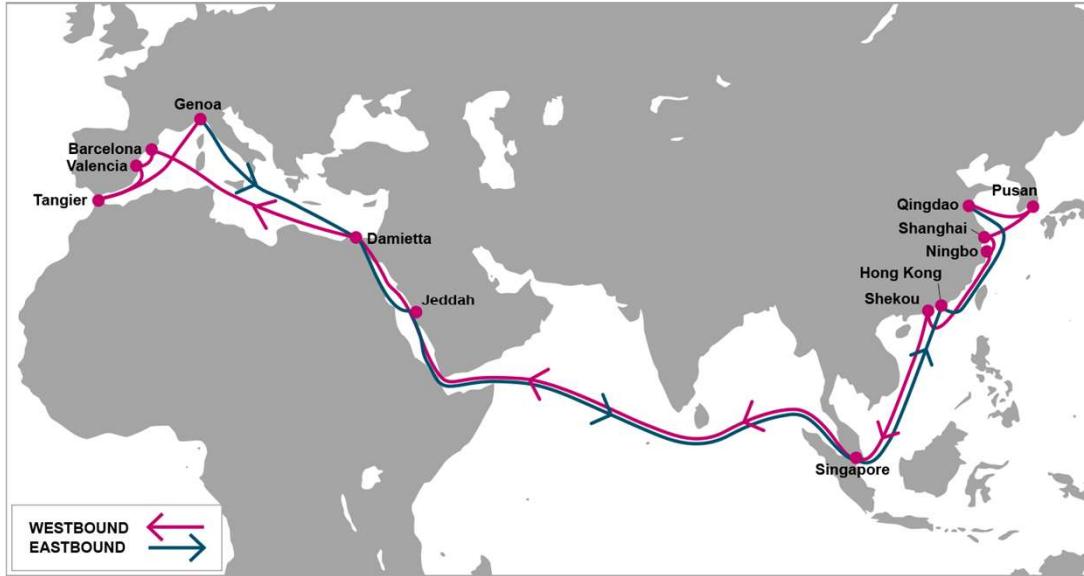 Genoa
Barcelona
Valencia
Tangier
Damietta
Jeddah
Pusan
Qingdao
Shanghai
Ningbo
Hong Kong
Shekou
Singapore
WESTBOUND
EASTBOUND